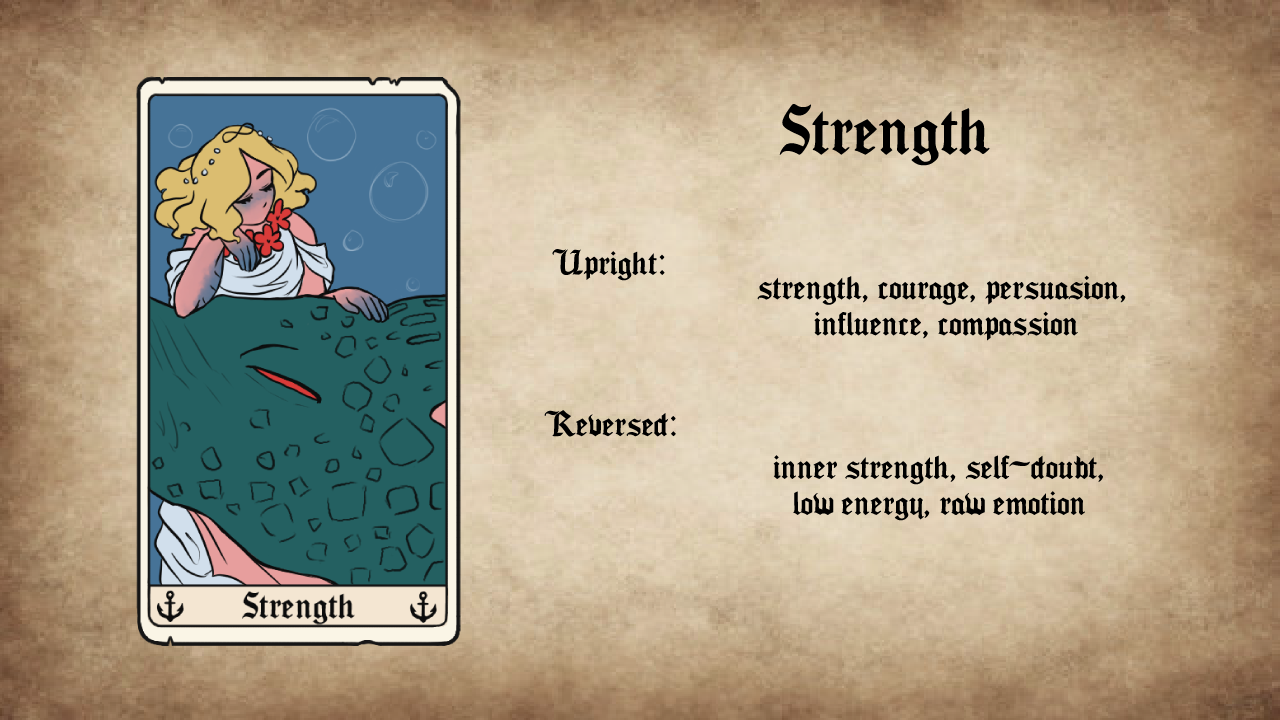 Strength
Upright:
strength, courage, persuasion,
influence, compassion
Reversed:
inner strength, self-doubt,
low energy, raw emotion
Strength